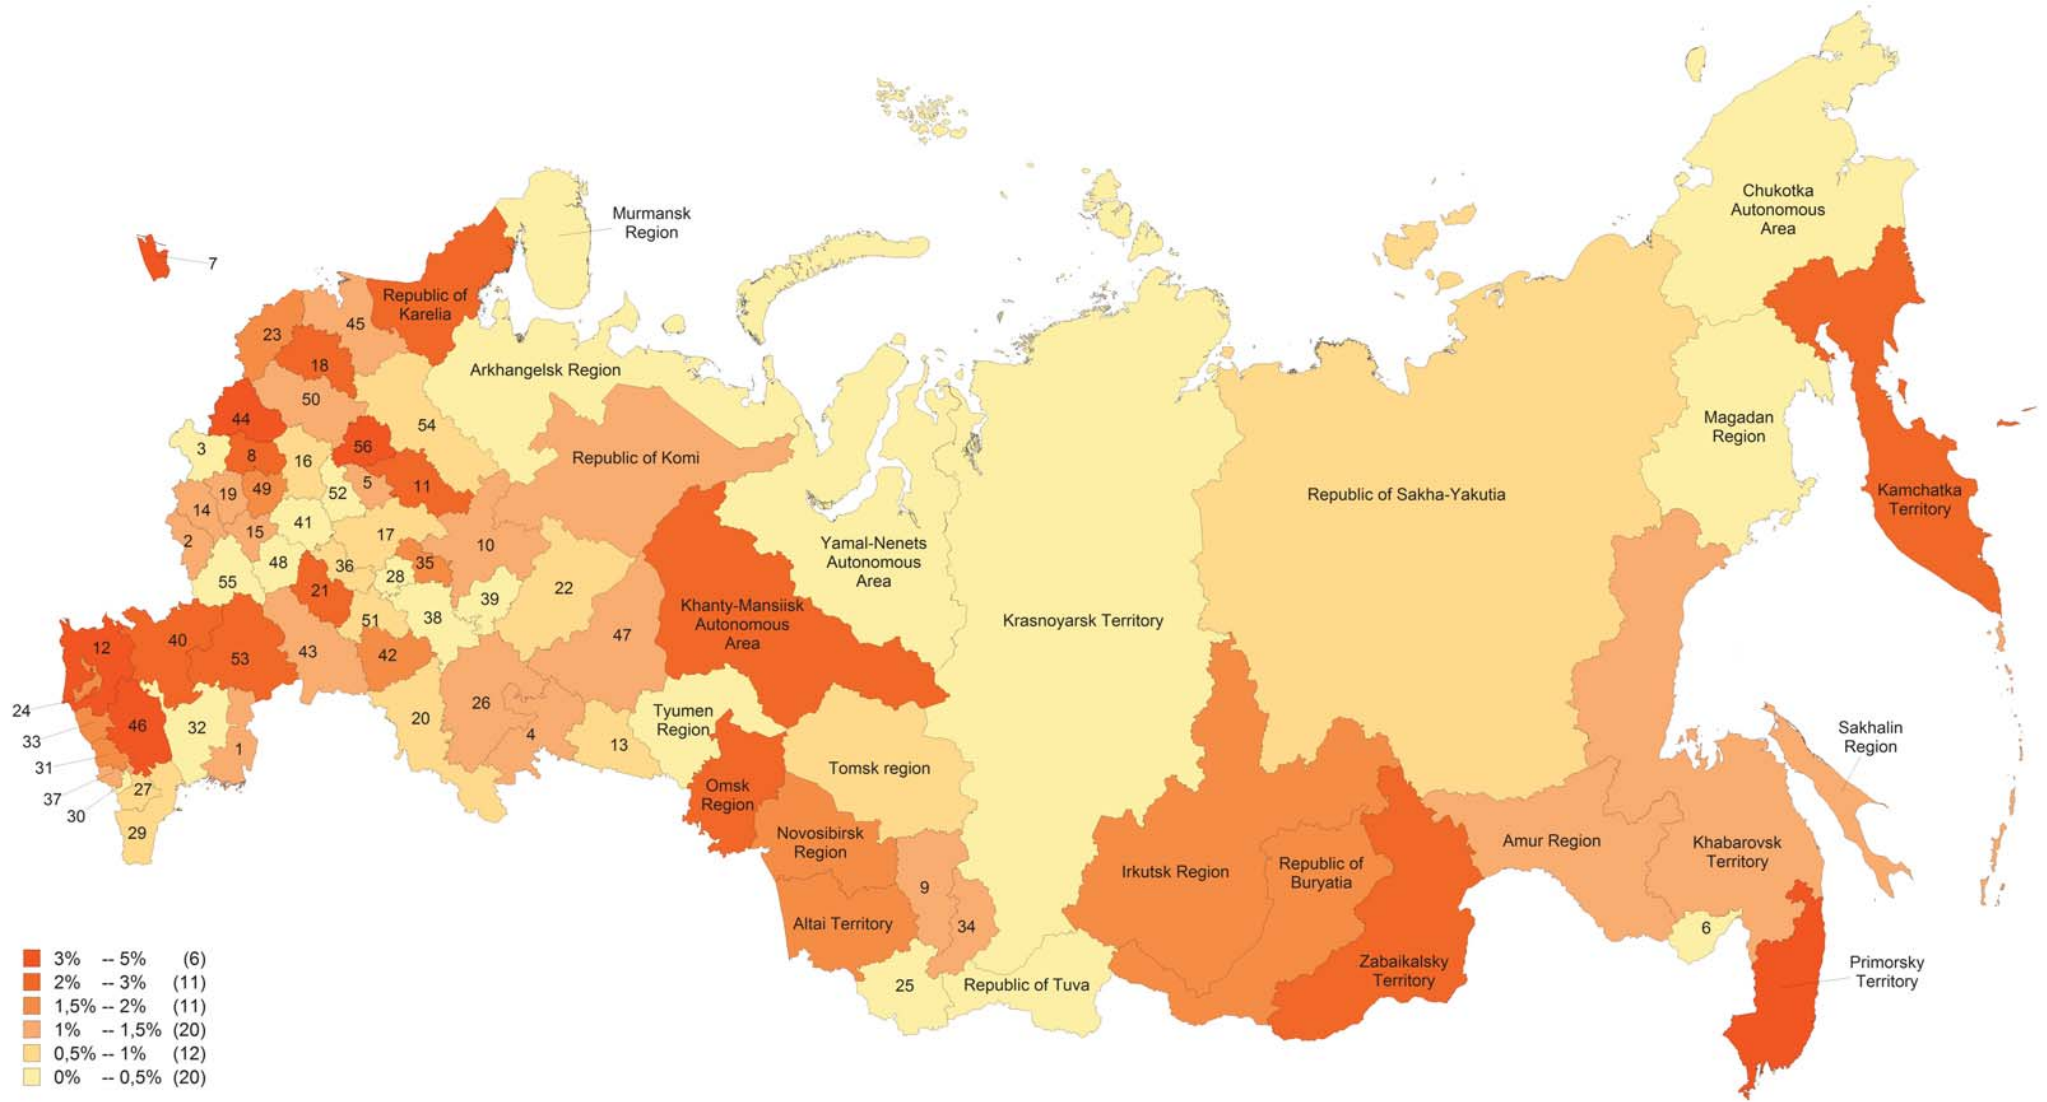 Chukotka
Autonomous
Area
Murmansk
Region
7
Republic of
Karelia
45
23
18
Arkhangelsk Region
50
44
54
Magadan
Region
56
3
8
16
Republic of Komi
5
11
19
49
52
14
Republic of Sakha-Yakutia
Kamchatka
Territory
41
15
17
2
10
Yamal-Nenets
Autonomous
Area
48
36
35
28
55
21
22
39
Khanty-Mansiisk
Autonomous
Area
51
38
Krasnoyarsk Territory
47
12
40
43
53
42
24
26
Tyumen
Region
20
46
32
4
33
1
13
Sakhalin
Region
31
Tomsk region
37
27
Omsk
Region
30
29
Novosibirsk
Region
Amur Region
Khabarovsk
Territory
Irkutsk Region
Republic of
Buryatia
9
Altai Territory
34
6
Zabaikalsky
Territory
Primorsky
Territory
25
Republic of Tuva
3% -- 5% (6)
2% -- 3% (11)
1,5% -- 2% (11)
1% -- 1,5% (20)
0,5% -- 1% (12)
0% -- 0,5% (20)